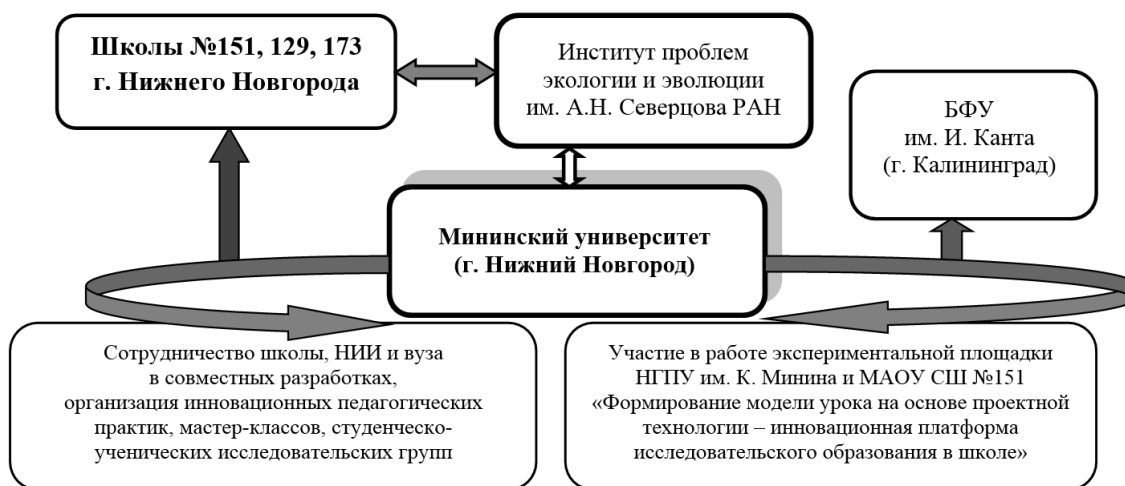 Школы №151, 129, 173
г. Нижнего Новгорода
Институт проблем
экологии и эволюции
им. А.Н. Северцова РАН
БФУ
им. И. Канта
(г. Калининград)
Мининский университет
(г. Нижний Новгород)
Сотрудничество школы, НИИ и вуза
в совместных разработках,
организация инновационных педагогических
практик, мастер-классов, студенческо-
ученических исследовательских групп
Участие в работе экспериментальной площадки
НГПУ им. К. Минина и МАОУ СШ №151
«Формирование модели урока на основе проектной
технологии – инновационная платформа
исследовательского образования в школе»